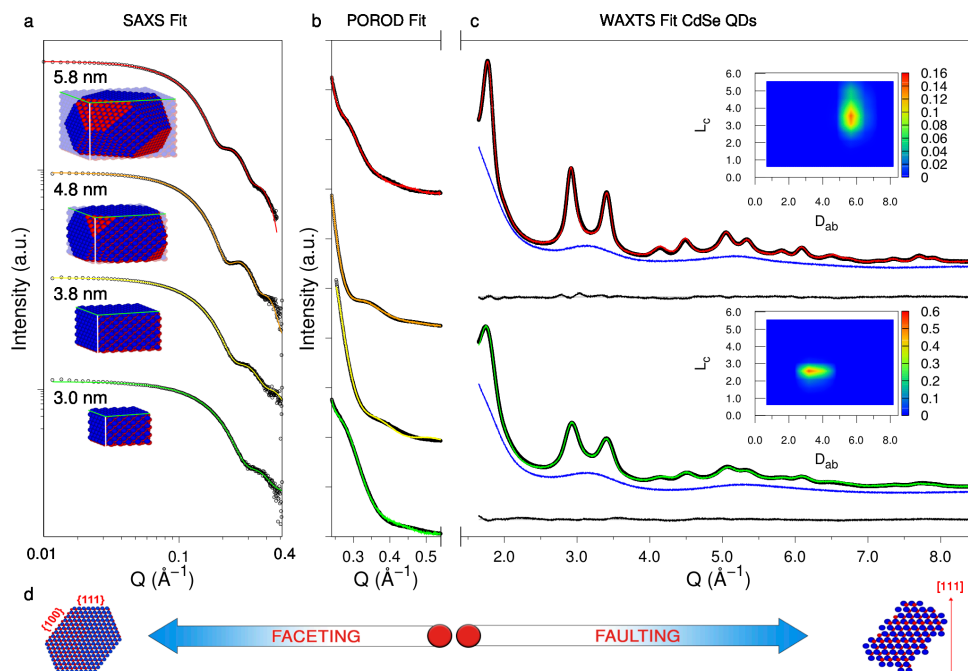 a
SAXS Fit
b
POROD Fit
c
WAXTS Fit CdSe QDs
5.8 nm
4.8 nm
3.8 nm
3.0 nm
Intensity (a.u.)
0.01
0.1
0.4
Q (Å⁻¹)
Intensity (a.u.)
0.3
0.4
0.5
Q (Å⁻¹)
6.0
5.0
4.0
3.0
2.0
1.0
0.0
L_c
0.0
2.0
4.0
6.0
8.0
D_ab
0.16
0.14
0.12
0.1
0.08
0.06
0.04
0.02
0
6.0
5.0
4.0
3.0
2.0
1.0
0.0
L_c
0.0
2.0
4.0
6.0
8.0
D_ab
0.6
0.5
0.4
0.3
0.2
0.1
0
2.0
3.0
4.0
5.0
6.0
7.0
8.0
Q (Å⁻¹)
d
{100}
{111}
FACETING
FAULTING
[111]